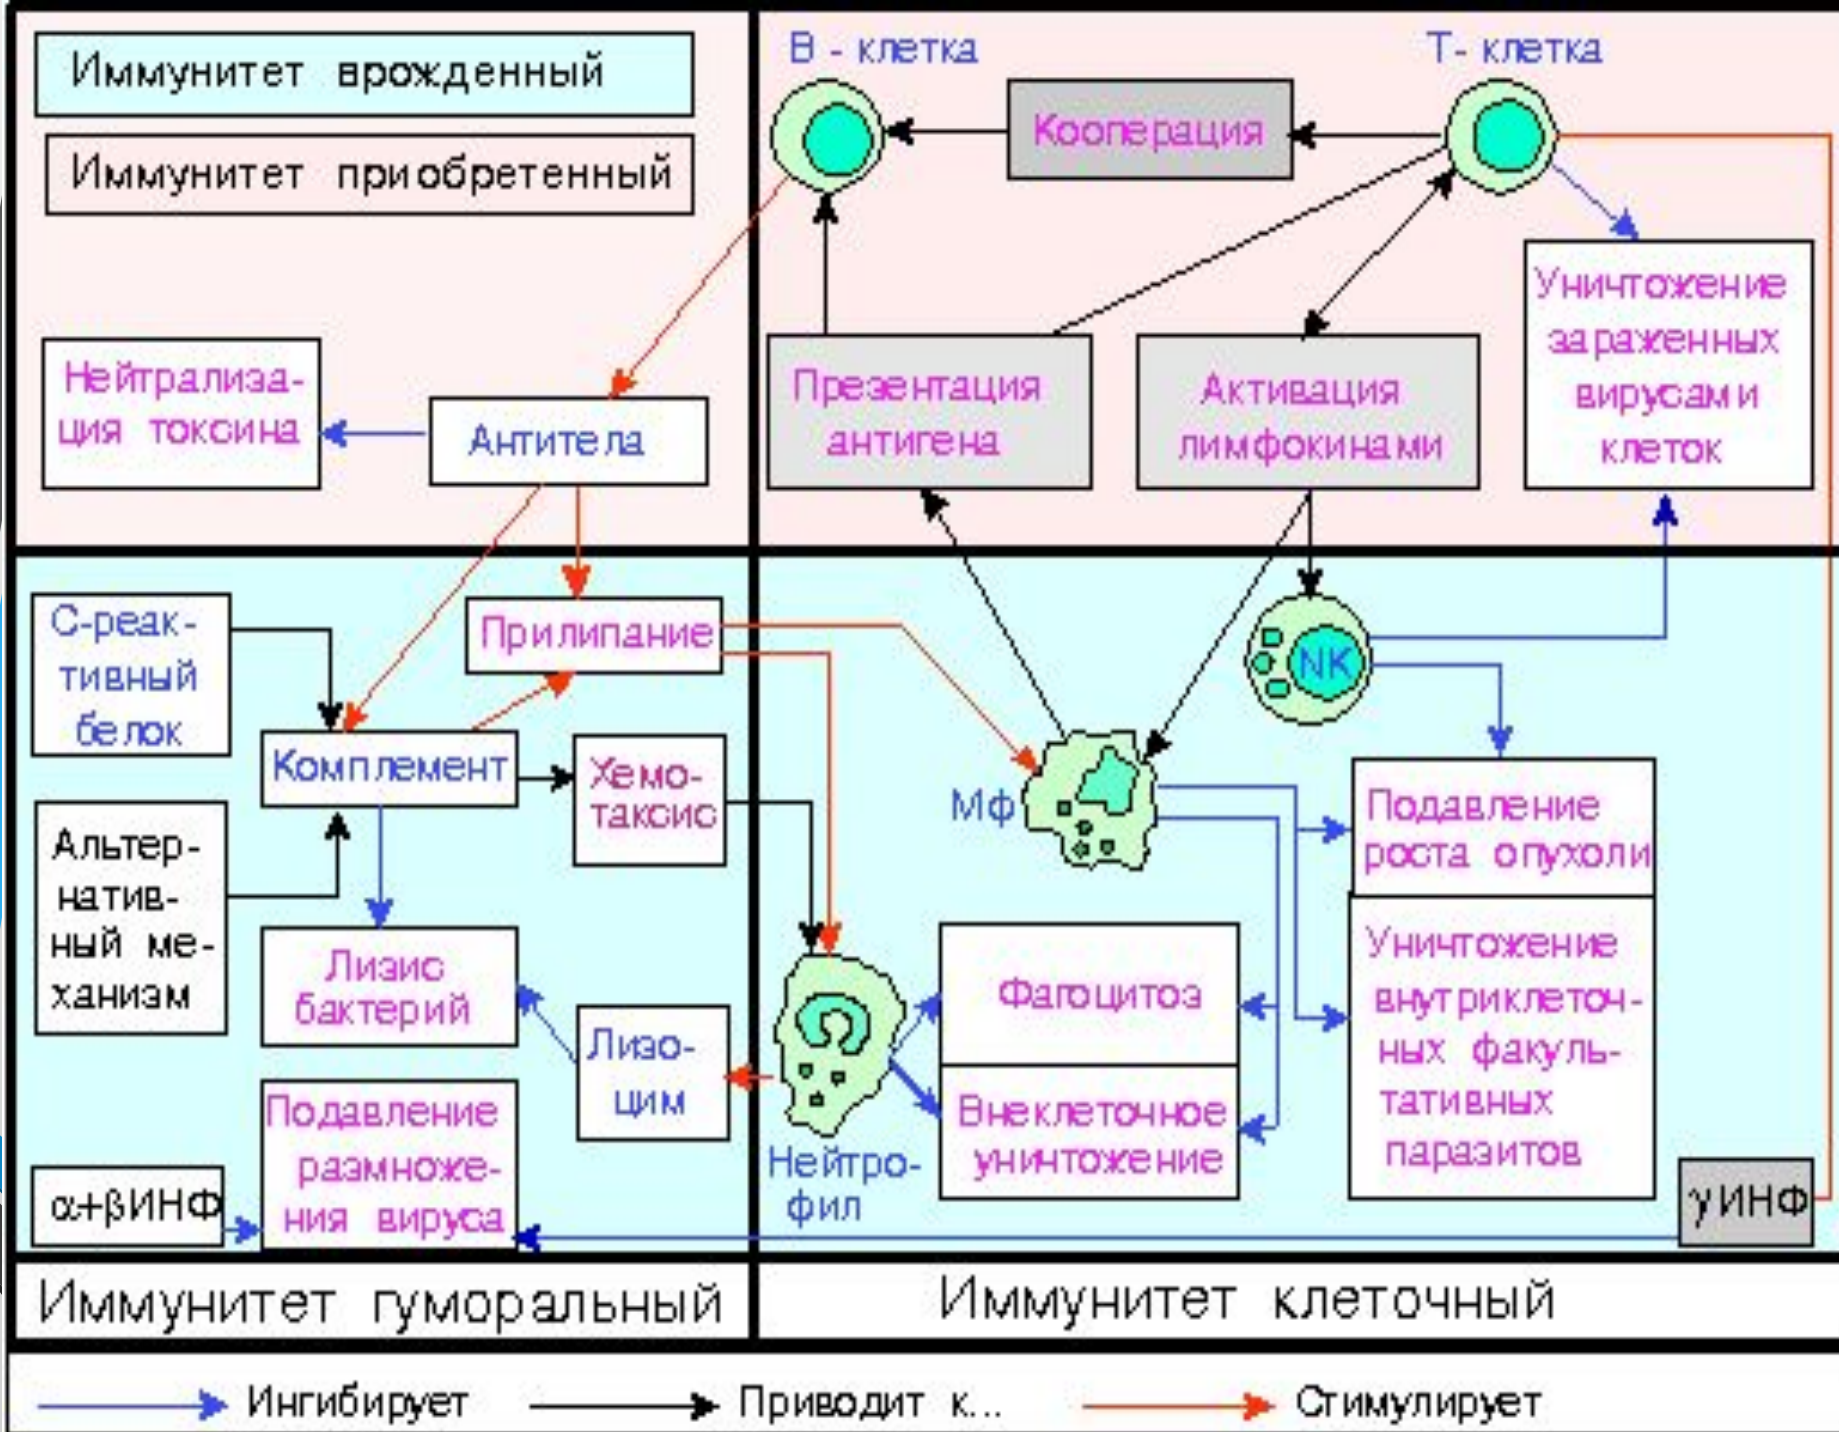 Иммунитет врожденный
Иммунитет приобретенный
В - клетка
Т- клетка
Кооперация
Уничтожение
зараженных
вирусами
клеток
Нейтрализа-
ция токсина
Антитела
Презентация
антигена
Активация
лимфокинами
С-реак-
тивный
белок
Прилипание
NK
Комплемент
Хемо-
таксис
Мф
Подавление
роста опухоли
Альтер-
натив-
ный ме-
ханизм
Лизис
бактерий
Лизо-
цим
Фагоцитоз
Уничтожение
внутриклеточ-
ных факуль-
тативных
паразитов
Внеклеточное
уничтожение
Подавление
размноже-
ния вируса
Нейтро-
фил
α+βИНФ
γИНФ
Иммунитет гуморальный
Иммунитет клеточный
Ингибирует
Приводит к...
Стимулирует